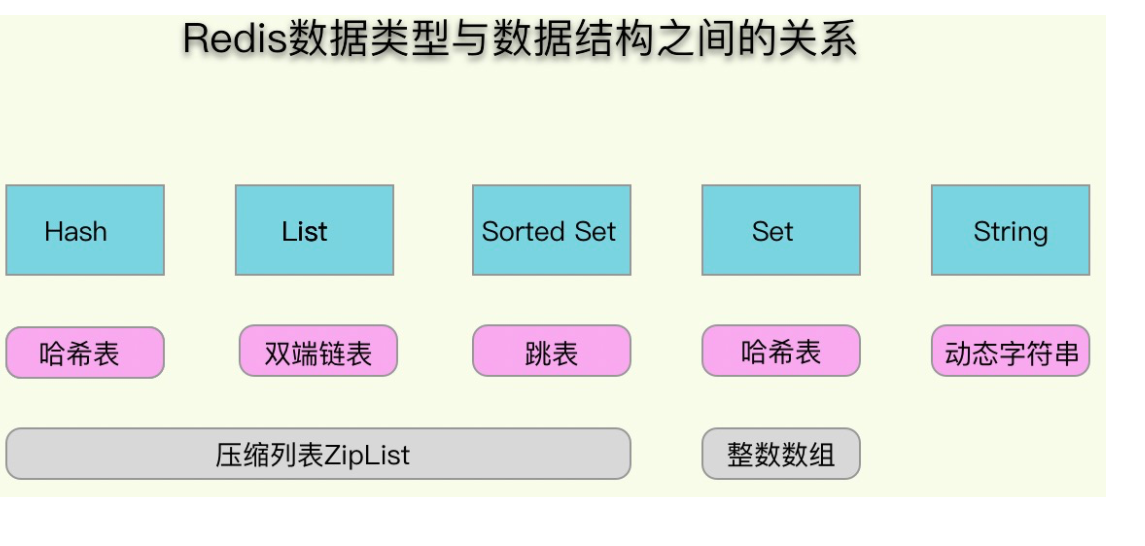 Redis数据类型与数据结构之间的关系
Hash
List
Sorted Set
Set
String
哈希表
双端链表
跳表
哈希表
动态字符串
压缩列表ZipList
整数数组